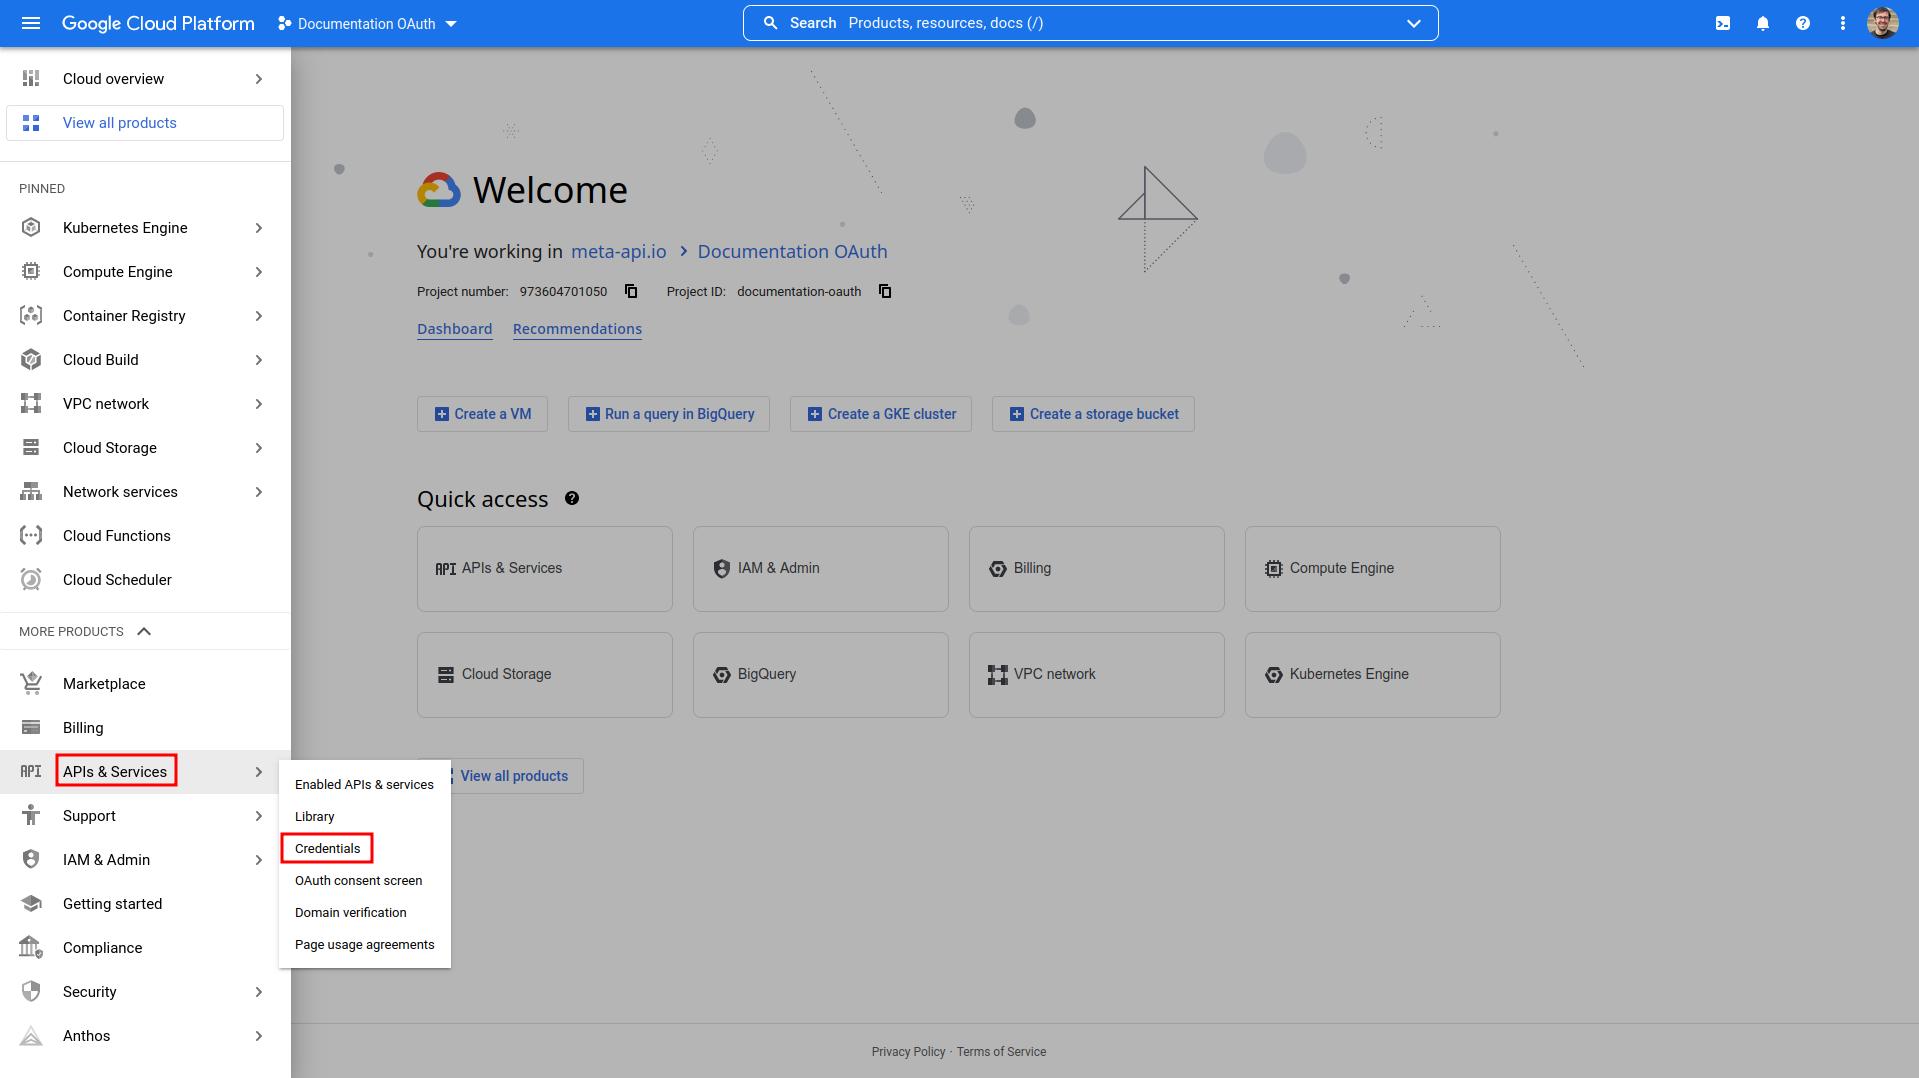 Google Cloud Platform
Documentation OAuth
Search Products, resources, docs (/)
Cloud overview
View all products
PINNED
Kubernetes Engine
Compute Engine
Container Registry
Cloud Build
VPC network
Cloud Storage
Network services
Cloud Functions
Cloud Scheduler
MORE PRODUCTS
Marketplace
Billing
API APIs & Services
Support
IAM & Admin
Getting started
Compliance
Security
Anthos
Enabled APIs & services
Library
Credentials
OAuth consent screen
Domain verification
Page usage agreements
Welcome
You're working in meta-api.io > Documentation OAuth
Project number: 973604701050 Project ID: documentation-oauth
Dashboard Recommendations
Create a VM Run a query in BigQuery Create a GKE cluster Create a storage bucket
Quick access
API APIs & Services IAM & Admin Billing Compute Engine
Cloud Storage BigQuery VPC network Kubernetes Engine
View all products
Privacy Policy · Terms of Service